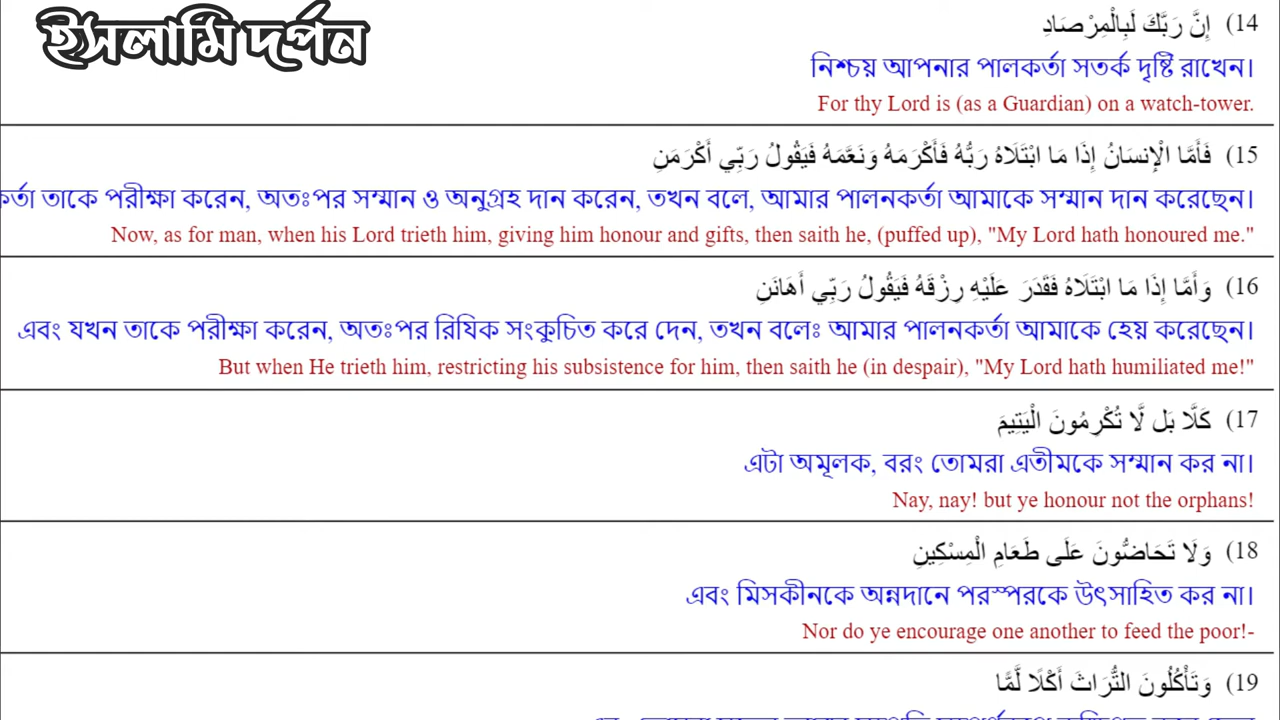 ইসলামি দর্পন
14) إِنَّ رَبَّكَ لَبِالْمِرْصَادِ
নিশ্চয় আপনার পালকর্তা সতর্ক দৃষ্টি রাখেন।
For thy Lord is (as a Guardian) on a watch-tower.
15) فَأَمَّا الْإِنسَانُ إِذَا مَا ابْتَلَاهُ رَبُّهُ فَأَكْرَمَهُ وَنَعَّمَهُ فَيَقُولُ رَبِّي أَكْرَمَنِ
তাকে পরীক্ষা করেন, অতঃপর সম্মান ও অনুগ্রহ দান করেন, তখন বলে, আমার পালনকর্তা আমাকে সম্মান দান করেছেন।
Now, as for man, when his Lord trieth him, giving him honour and gifts, then saith he, (puffed up), "My Lord hath honoured me."
16) وَأَمَّا إِذَا مَا ابْتَلَاهُ فَقَدَرَ عَلَيْهِ رِزْقَهُ فَيَقُولُ رَبِّي أَهَانَنِ
এবং যখন তাকে পরীক্ষা করেন, অতঃপর রিযিক সংকুচিত করে দেন, তখন বলেঃ আমার পালনকর্তা আমাকে হেয় করেছেন।
But when He trieth him, restricting his subsistence for him, then saith he (in despair), "My Lord hath humiliated me!"
17) كَلَّا بَل لَّا تُكْرِمُونَ الْيَتِيمَ
এটা অমূলক, বরং তোমরা এতীমকে সম্মান কর না।
Nay, nay! but ye honour not the orphans!
18) وَلَا تَحَاضُّونَ عَلَى طَعَامِ الْمِسْكِينِ
এবং মিসকীনকে অন্নদানে পরস্পরকে উৎসাহিত কর না।
Nor do ye encourage one another to feed the poor!-
19) وَتَأْكُلُونَ التُّرَاثَ أَكْلًا لَّمًّا